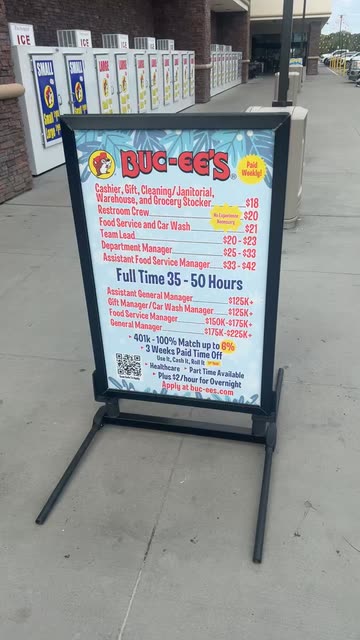 ICE
ICE
ICE
SMALL
SMALL
LARGE
BUC-EE'S
Paid Weekly!
Cashier, Gift, Cleaning/Janitorial,
Warehouse, and Grocery Stocker $18
Restroom Crew $20
No Experience Necessary
Food Service and Car Wash $21
Team Lead $20 - $23
Department Manager $25 - $33
Assistant Food Service Manager $33 - $42
Full Time 35 - 50 Hours
Assistant General Manager $125K+
Gift Manager/Car Wash Manager $125K+
Food Service Manager $150K-$175K+
General Manager $175K-$225K+
• 401k - 100% Match up to 6%
• 3 Weeks Paid Time Off
Use It, Cash It, Roll It
• Healthcare • Part Time Available
• Plus $2/hour for Overnight
Apply at buc-ees.com